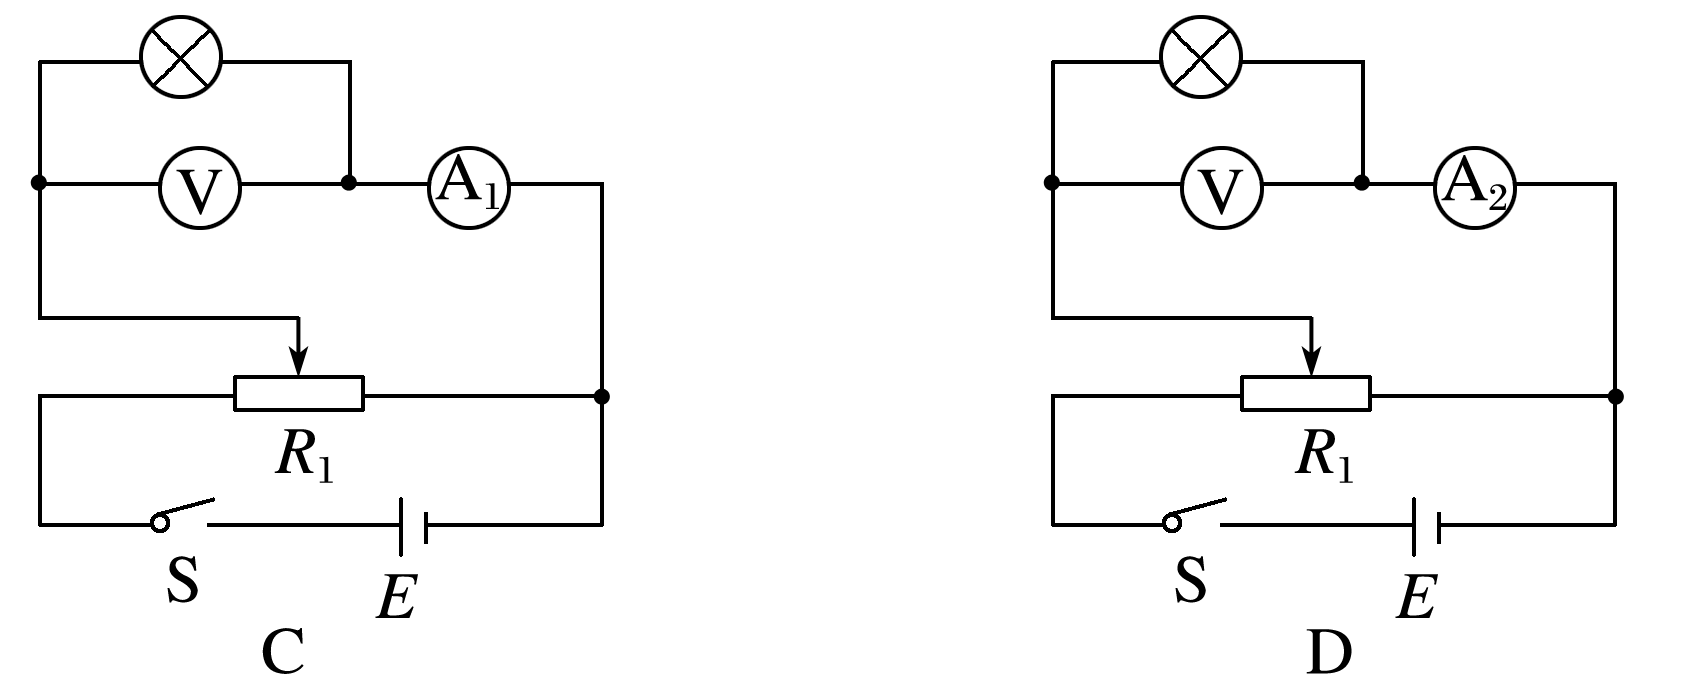 V A₁ V A₂
R₁ R₁
S E S E
C D